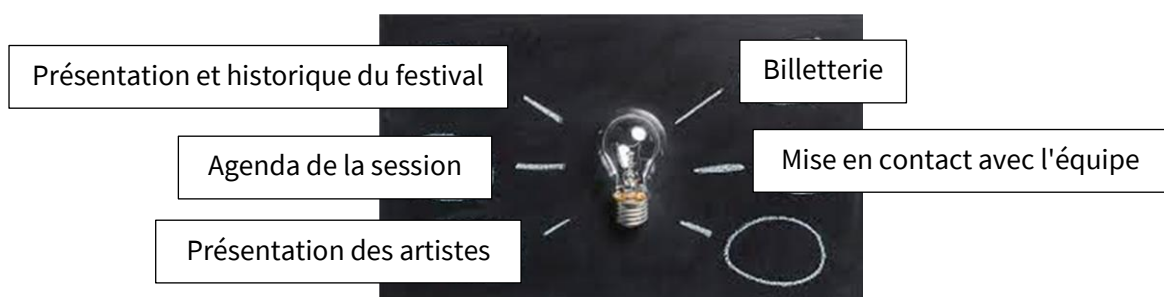 Présentation et historique du festival
Billetterie
Agenda de la session
Mise en contact avec l'équipe
Présentation des artistes